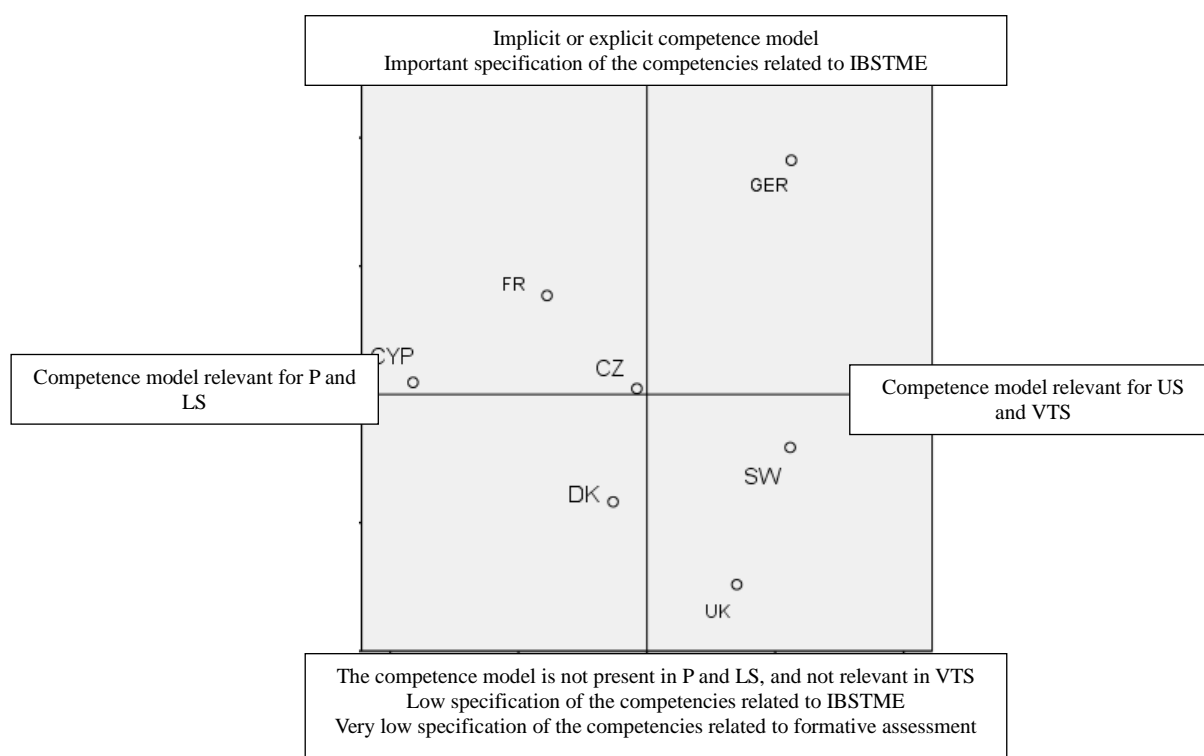 Implicit or explicit competence model
Important specification of the competencies related to IBSTME
GER
FR
CYP
CZ
Competence model relevant for P and
LS
Competence model relevant for US
and VTS
SW
DK
UK
The competence model is not present in P and LS, and not relevant in VTS
Low specification of the competencies related to IBSTME
Very low specification of the competencies related to formative assessment